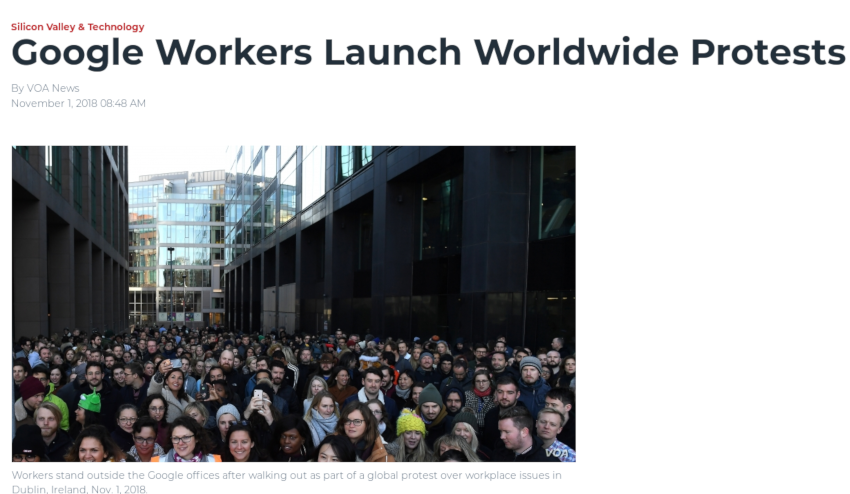 Silicon Valley & Technology
Google Workers Launch Worldwide Protests
By VOA News
November 1, 2018 08:48 AM
VOA
Workers stand outside the Google offices after walking out as part of a global protest over workplace issues in
Dublin, Ireland, Nov. 1, 2018.